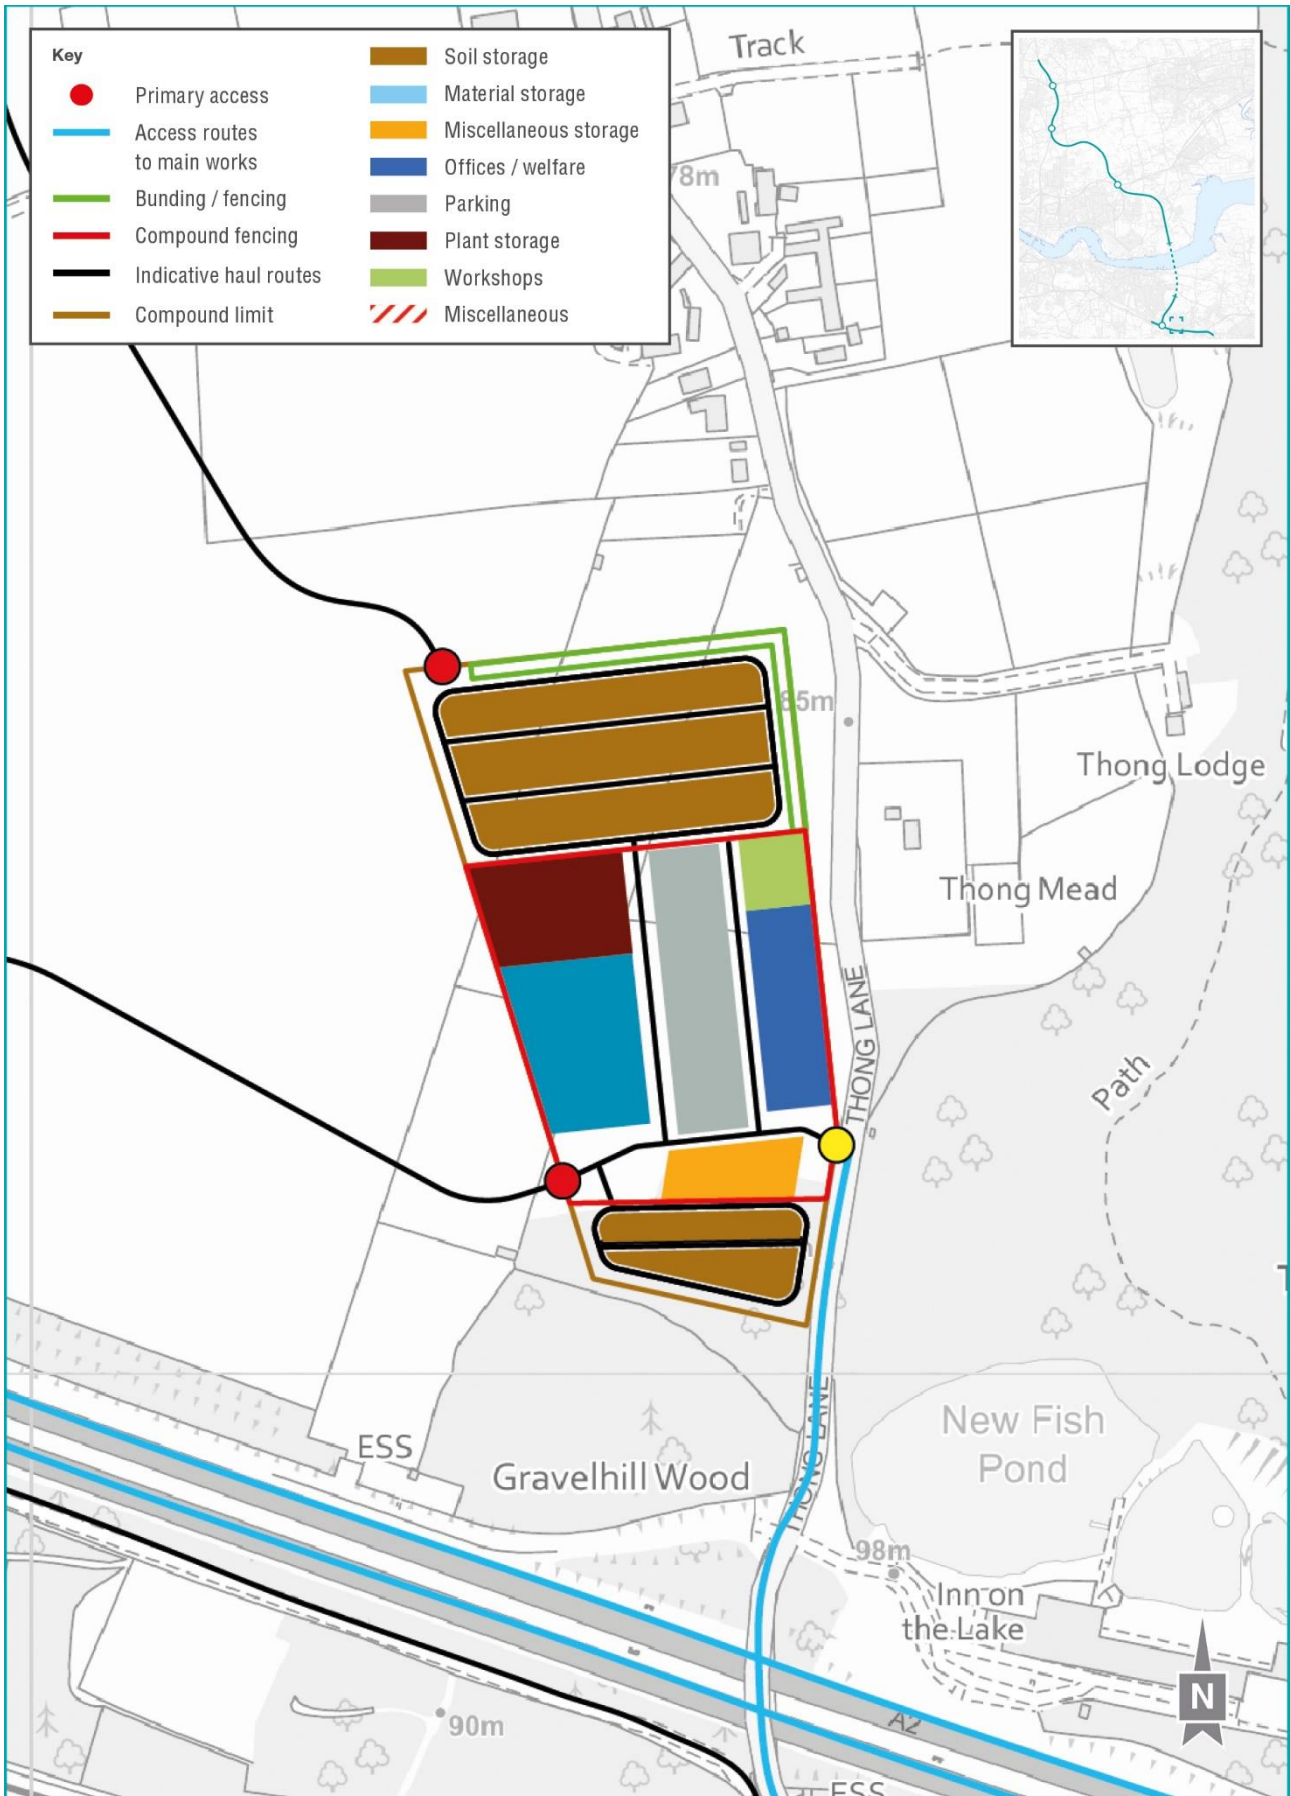 Key
Primary access
Access routes
to main works
Bunding / fencing
Compound fencing
Indicative haul routes
Compound limit
Soil storage
Material storage
Miscellaneous storage
Offices / welfare
Parking
Plant storage
Workshops
Miscellaneous
Track
78m
85m
Thong Lodge
Thong Mead
THONG LANE
Path
New Fish
Pond
THONG LANE
ESS
Gravelhill Wood
THONG LANE
98m
Inn on
the Lake
N
A2
90m
ESS